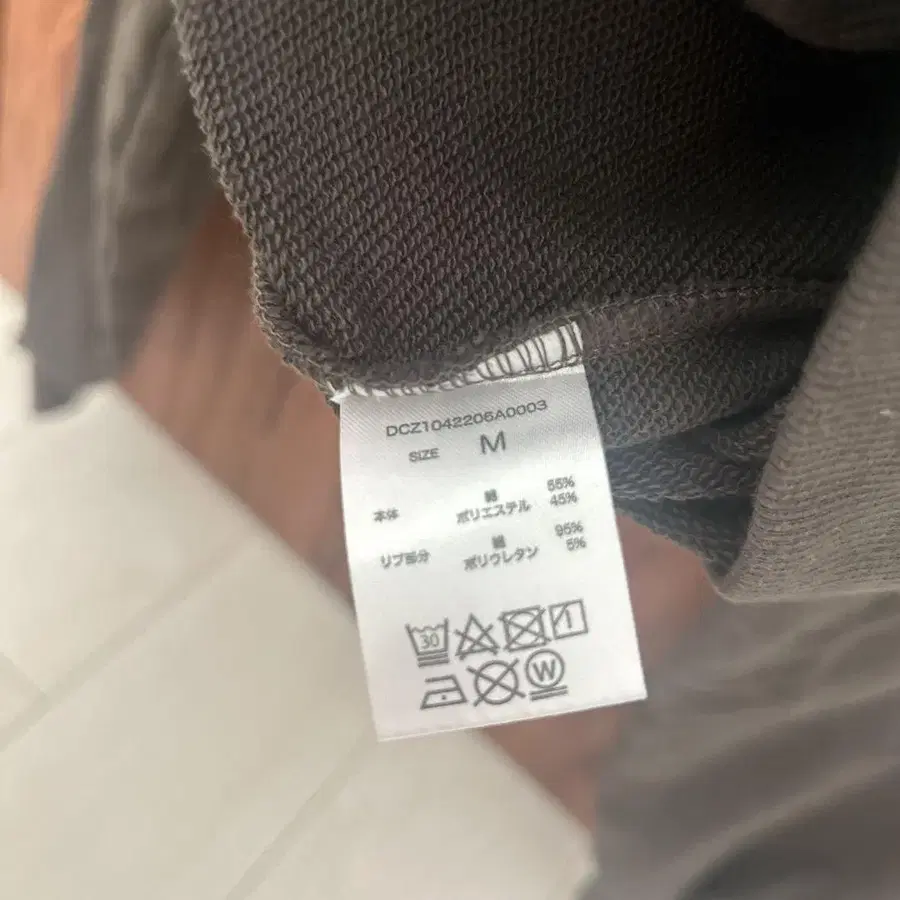 DCZ1042206A0003
SIZE M
綿 55%
本体 ポリエステル 45%
綿 95%
リブ部分 ポリウレタン 5%
30
W